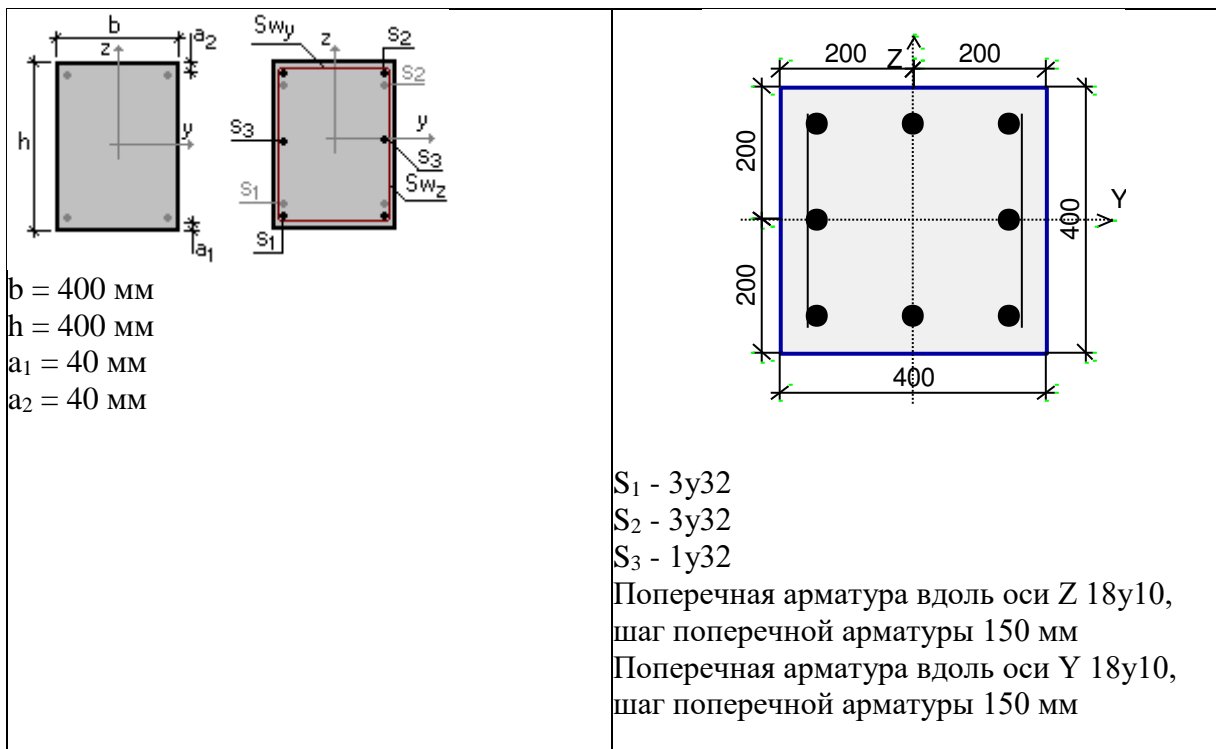 b
a₂
z
y
h
a₁
Swy
z
S₂
S₂
y
S₃
S₃
Swz
S₁
S₁
b = 400 мм
h = 400 мм
a₁ = 40 мм
a₂ = 40 мм
200
Z
200
200
Y
400
200
400
S₁ - 3у32
S₂ - 3у32
S₃ - 1у32
Поперечная арматура вдоль оси Z 18у10,
шаг поперечной арматуры 150 мм
Поперечная арматура вдоль оси Y 18у10,
шаг поперечной арматуры 150 мм